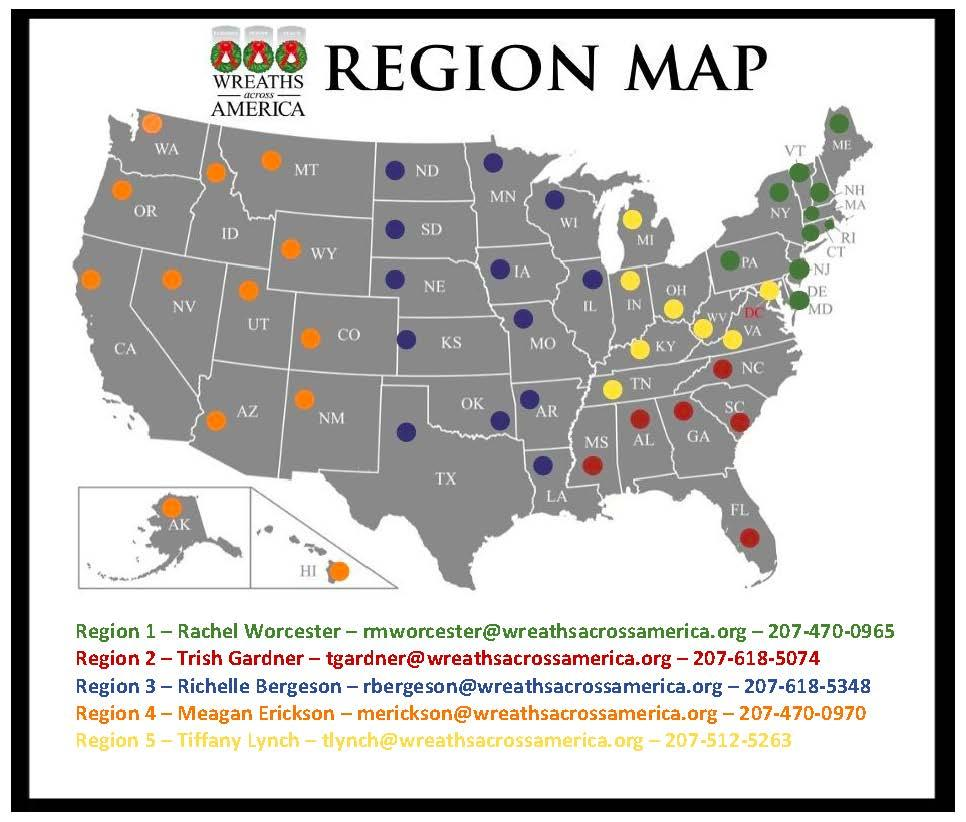 WREATHS
across
AMERICA
REGION MAP
WA
MT
ND
MN
VT
ME
OR
ID
WY
SD
WI
MI
NY
NH
MA
RI
CT
NV
UT
NE
IA
IL
IN
OH
PA
NJ
DE
MD
DC
WV
VA
CA
CO
KS
MO
KY
AZ
NM
OK
AR
TN
NC
SC
TX
LA
MS
AL
GA
FL
AK
HI
Region 1 – Rachel Worcester – rmworcester@wreathsacrossamerica.org – 207-470-0965
Region 2 – Trish Gardner – tgardner@wreathsacrossamerica.org – 207-618-5074
Region 3 – Richelle Bergeson – rbergeson@wreathsacrossamerica.org – 207-618-5348
Region 4 – Meagan Erickson – merickson@wreathsacrossamerica.org – 207-470-0970
Region 5 – Tiffany Lynch – tlynch@wreathsacrossamerica.org – 207-512-5263